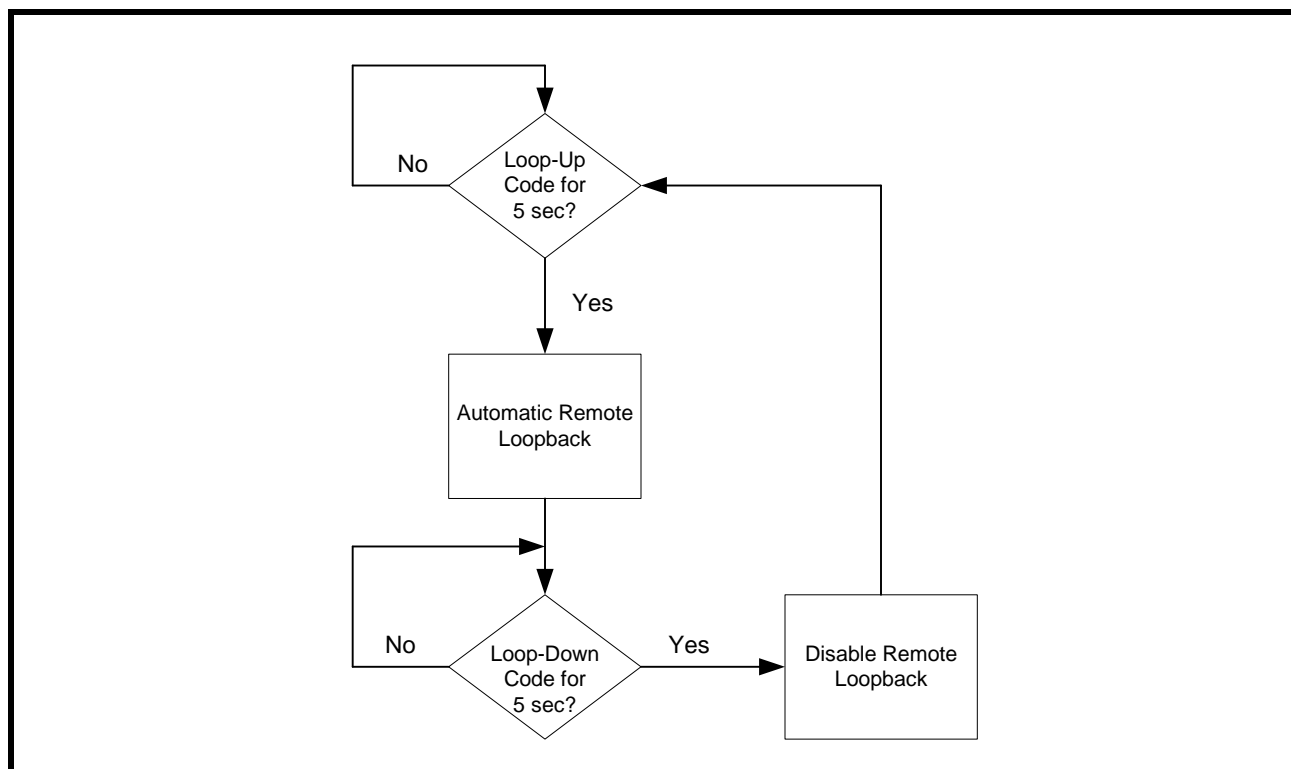 No
Loop-Up
Code for
5 sec?
Yes
Automatic Remote
Loopback
No
Loop-Down
Code for
5 sec?
Yes
Disable Remote
Loopback